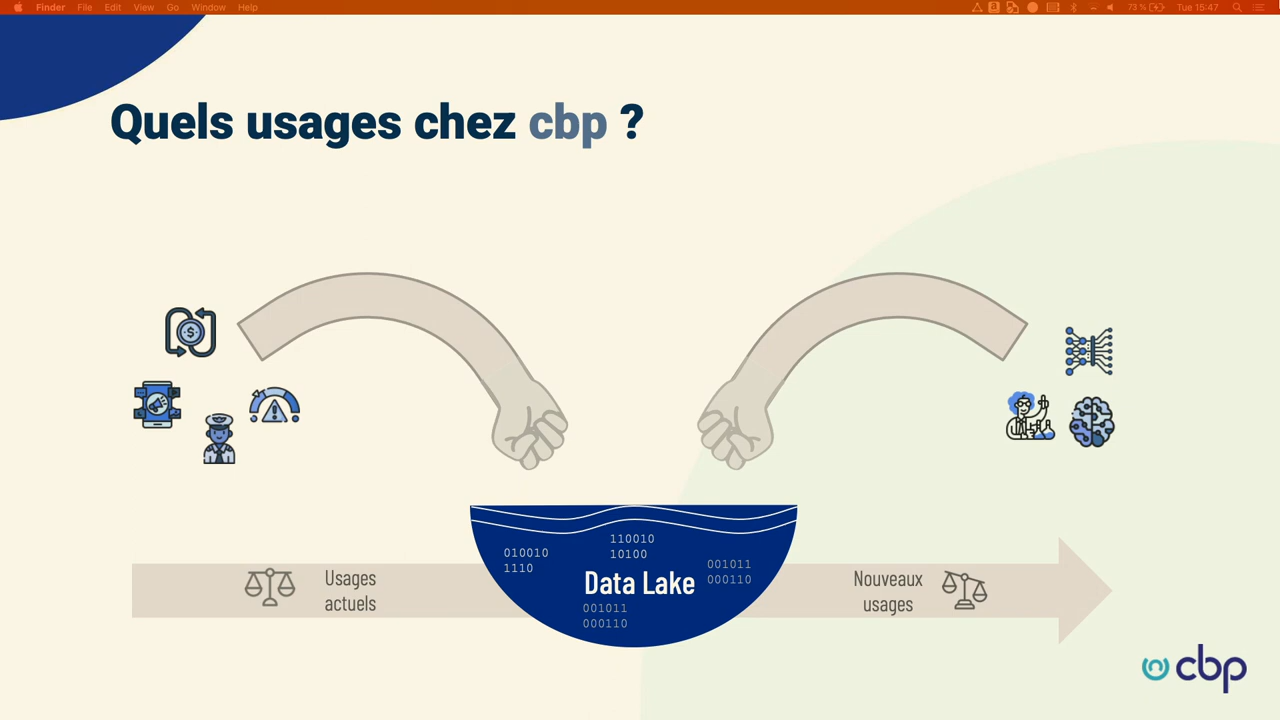 Finder File Edit View Go Window Help
73 % Tue 15:47
Quels usages chez cbp ?
$
010010
1110
110010
10100
001011
000110
Data Lake
001011
000110
Usages
actuels
Nouveaux
usages
cbp